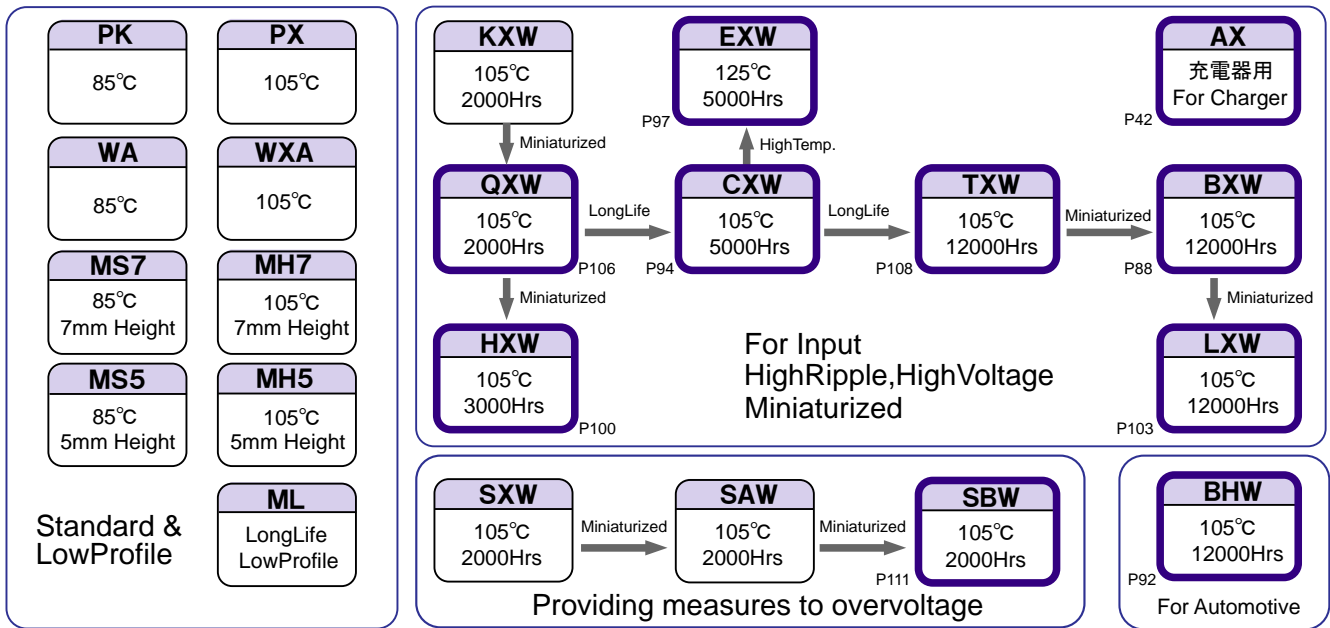 PK
85℃
PX
105℃
WA
85℃
WXA
105℃
MS7
85℃
7mm Height
MH7
105℃
7mm Height
MS5
85℃
5mm Height
MH5
105℃
5mm Height
ML
LongLife
LowProfile
Standard &
LowProfile
KXW
105℃
2000Hrs
Miniaturized
EXW
125℃
5000Hrs
P97
HighTemp.
AX
充電器用
For Charger
P42
QXW
105℃
2000Hrs
P106
LongLife
CXW
105℃
5000Hrs
P94
LongLife
TXW
105℃
12000Hrs
P108
Miniaturized
BXW
105℃
12000Hrs
P88
Miniaturized
HXW
105℃
3000Hrs
P100
For Input
HighRipple,HighVoltage
Miniaturized
Miniaturized
LXW
105℃
12000Hrs
P103
SXW
105℃
2000Hrs
Miniaturized
SAW
105℃
2000Hrs
Miniaturized
SBW
105℃
2000Hrs
P111
Providing measures to overvoltage
BHW
105℃
12000Hrs
P92
For Automotive